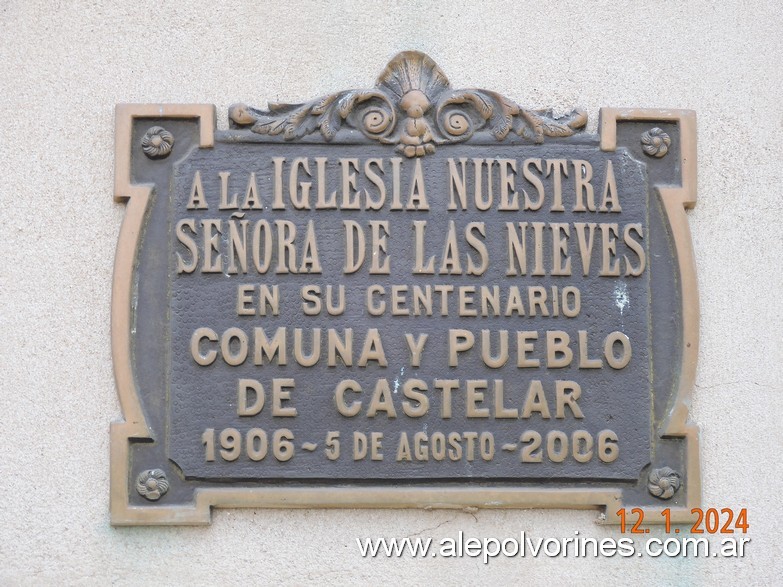 A LA IGLESIA NUESTRA
SEÑORA DE LAS NIEVES
EN SU CENTENARIO
COMUNA Y PUEBLO
DE CASTELAR
1906 ~ 5 DE AGOSTO ~ 2006
12. 1. 2024
www.alepolvorines.com.ar